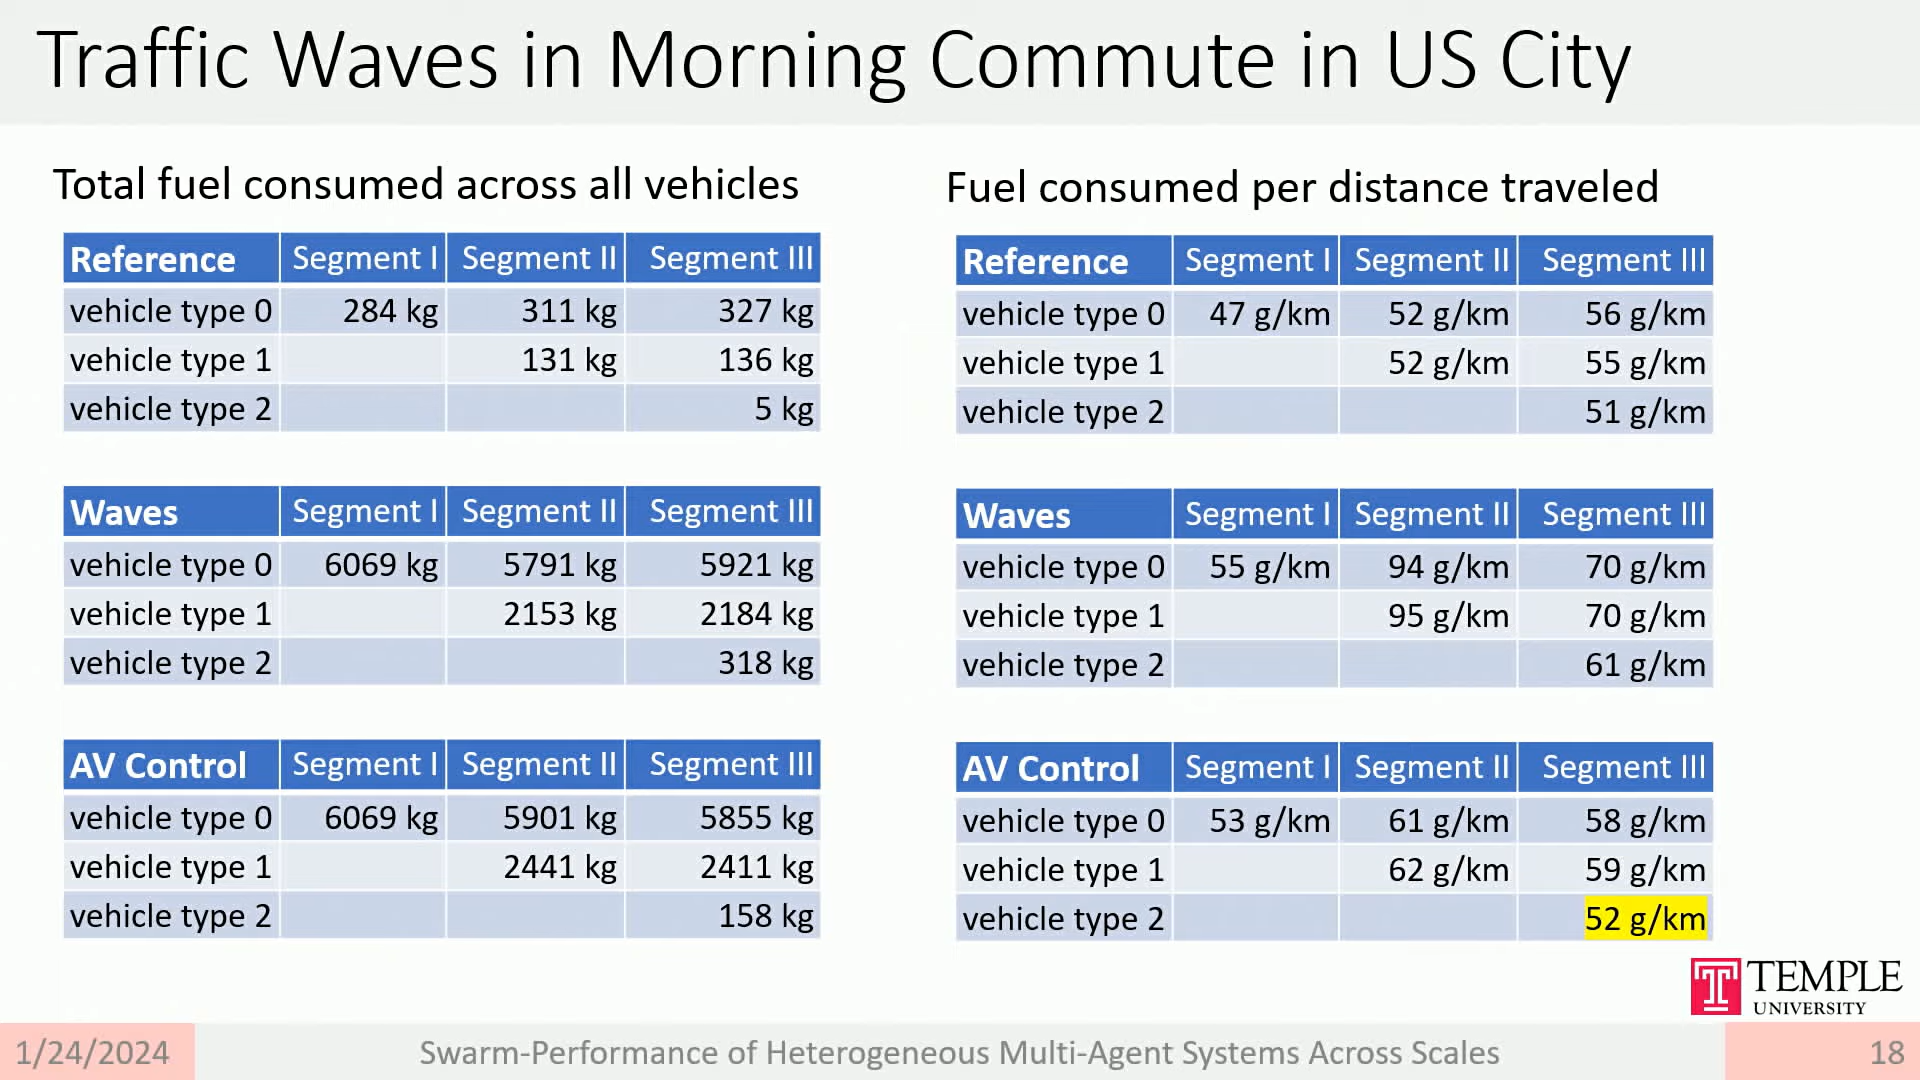 Traffic Waves in Morning Commute in US City
Total fuel consumed across all vehicles
Reference Segment I Segment II Segment III
vehicle type 0 284 kg 311 kg 327 kg
vehicle type 1 131 kg 136 kg
vehicle type 2 5 kg
Waves Segment I Segment II Segment III
vehicle type 0 6069 kg 5791 kg 5921 kg
vehicle type 1 2153 kg 2184 kg
vehicle type 2 318 kg
AV Control Segment I Segment II Segment III
vehicle type 0 6069 kg 5901 kg 5855 kg
vehicle type 1 2441 kg 2411 kg
vehicle type 2 158 kg
Fuel consumed per distance traveled
Reference Segment I Segment II Segment III
vehicle type 0 47 g/km 52 g/km 56 g/km
vehicle type 1 52 g/km 55 g/km
vehicle type 2 51 g/km
Waves Segment I Segment II Segment III
vehicle type 0 55 g/km 94 g/km 70 g/km
vehicle type 1 95 g/km 70 g/km
vehicle type 2 61 g/km
AV Control Segment I Segment II Segment III
vehicle type 0 53 g/km 61 g/km 58 g/km
vehicle type 1 62 g/km 59 g/km
vehicle type 2 52 g/km
TEMPLE
UNIVERSITY
1/24/2024 Swarm-Performance of Heterogeneous Multi-Agent Systems Across Scales 18